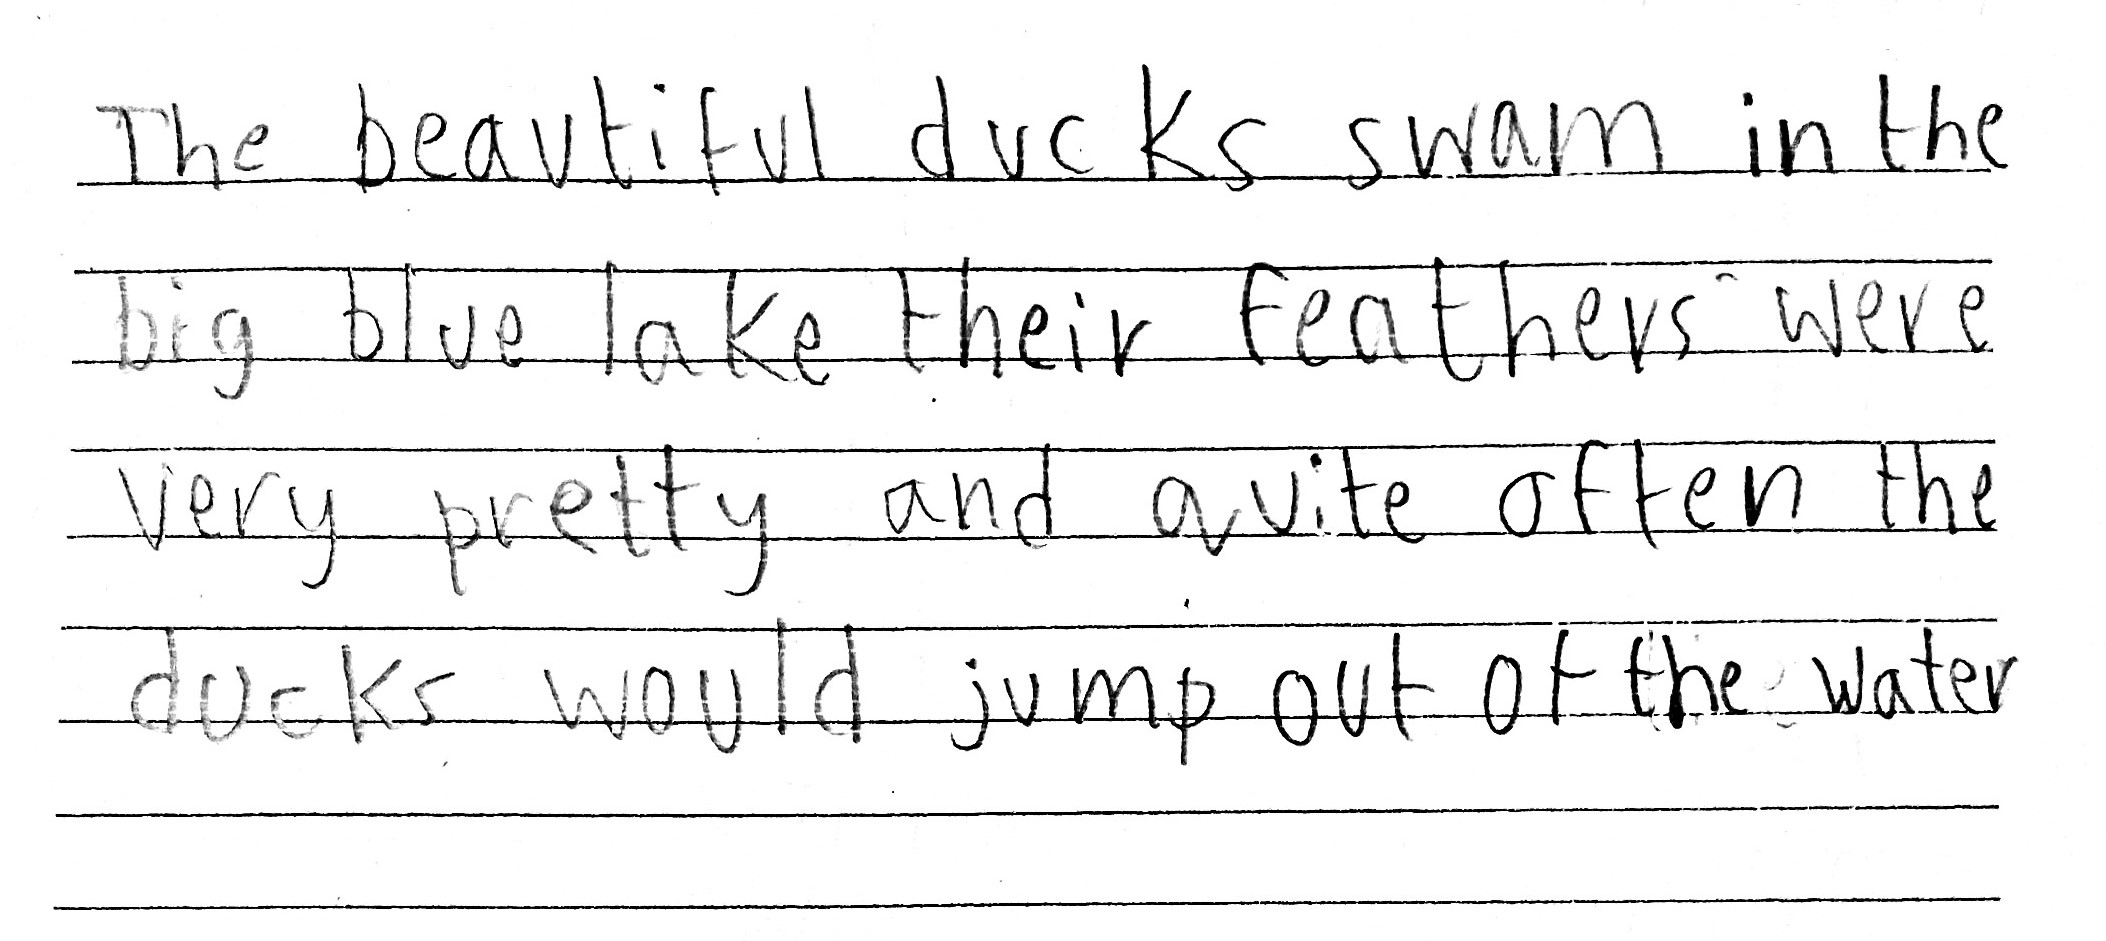 The beautiful ducks swam in the
big blue lake their feathers were
very pretty and quite often the
ducks would jump out of the water